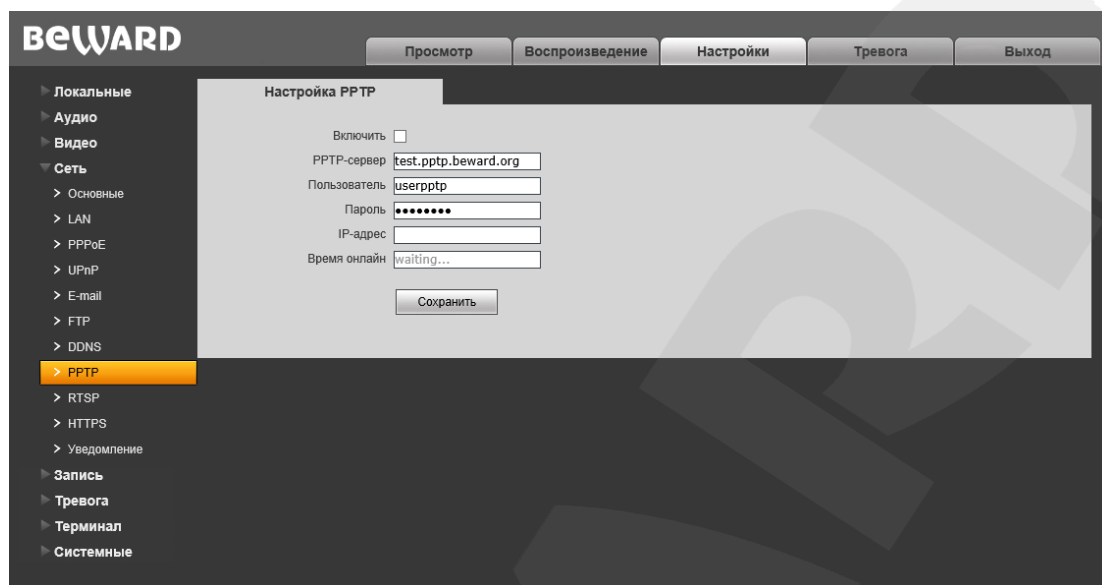 BEWARD
Просмотр Воспроизведение Настройки Тревога Выход
Локальные
Аудио
Видео
Сеть
Основные
LAN
PPPoE
UPnP
E-mail
FTP
DDNS
PPTP
RTSP
HTTPS
Уведомление
Запись
Тревога
Терминал
Системные
Настройка PPTP
Включить
PPTP-сервер test.pptp.beward.org
Пользователь userpptp
Пароль ••••••••
IP-адрес
Время онлайн waiting...
Сохранить